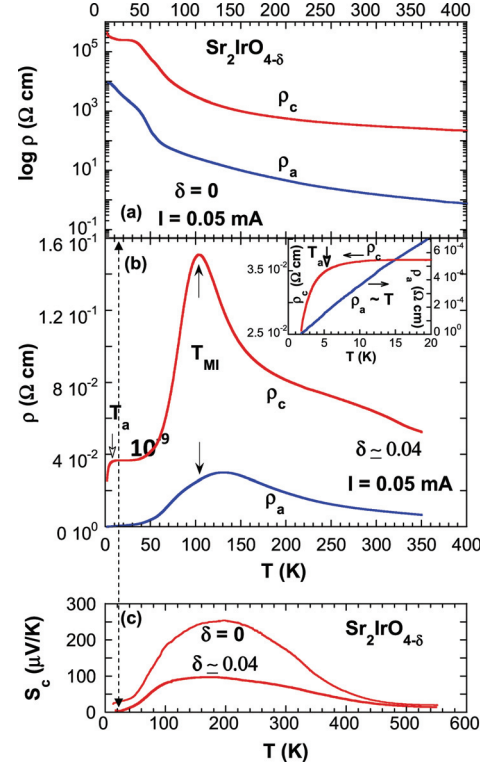 0 50 100 150 200 250 300 350 400
Sr2IrO4-δ
10^5
10^3
10^1
10^-1
log ρ (Ω cm)
ρc
ρa
δ = 0
(a) I = 0.05 mA
1.6 10^-1
1.2 10^-1
8 10^-2
4 10^-2
0 10^0
ρ (Ω cm)
(b)
Ta
ρc
3.5 10^-2
2.5 10^-2
ρc (Ω cm)
ρa ~ T
6 10^-4
4 10^-4
2 10^-4
0 10^0
ρa (Ω cm)
0 5 10 15 20
T (K)
TMI
Ta
10^-9
ρc
δ ≃ 0.04
I = 0.05 mA
ρa
0 50 100 150 200 250 300 350 400
T (K)
300
250
200
150
100
50
0
Sc (μV/K)
(c)
δ = 0
Sr2IrO4-δ
δ ≃ 0.04
0 100 200 300 400 500 600
T (K)